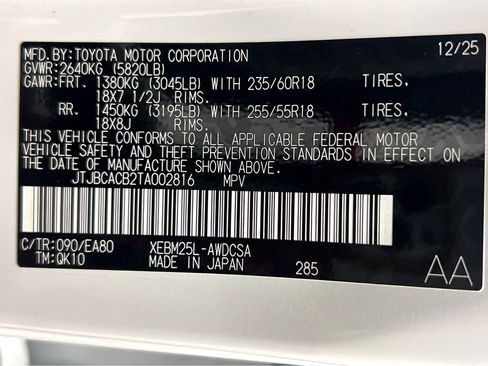 MFD.BY:TOYOTA MOTOR CORPORATION 12/25
GVWR:2640KG (5820LB)
GAWR:FRT. 1380KG (3045LB) WITH 235/60R18 TIRES.
18X7 1/2J RIMS.
RR. 1450KG (3195LB) WITH 255/55R18 TIRES.
18X8J RIMS.
THIS VEHICLE CONFORMS TO ALL APPLICABLE FEDERAL MOTOR
VEHICLE SAFETY AND THEFT PREVENTION STANDARDS IN EFFECT ON
THE DATE OF MANUFACTURE SHOWN ABOVE.
JTJBCACB2TA002816 MPV
C/TR:090/EA80 XEBM25L-AWDCSA
TM:QK10 MADE IN JAPAN 285 AA